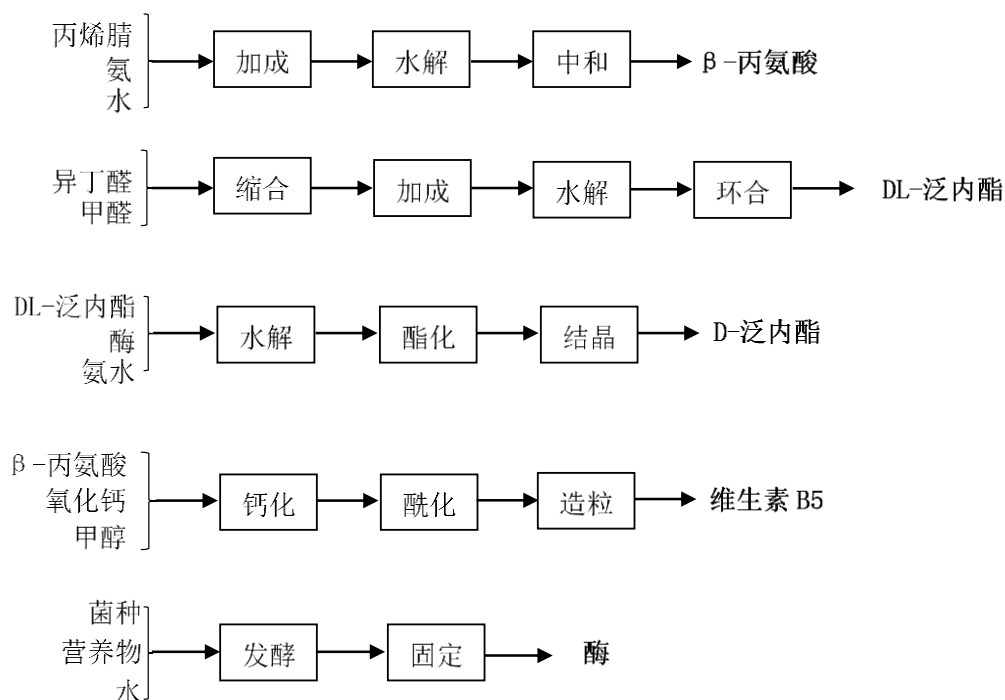 丙烯腈
氨
水
加成
水解
中和
β-丙氨酸
异丁醛
甲醛
缩合
加成
水解
环合
DL-泛内酯
DL-泛内酯
酶
氨水
水解
酯化
结晶
D-泛内酯
β-丙氨酸
氧化钙
甲醇
钙化
酰化
造粒
维生素 B5
菌种
营养物
水
发酵
固定
酶